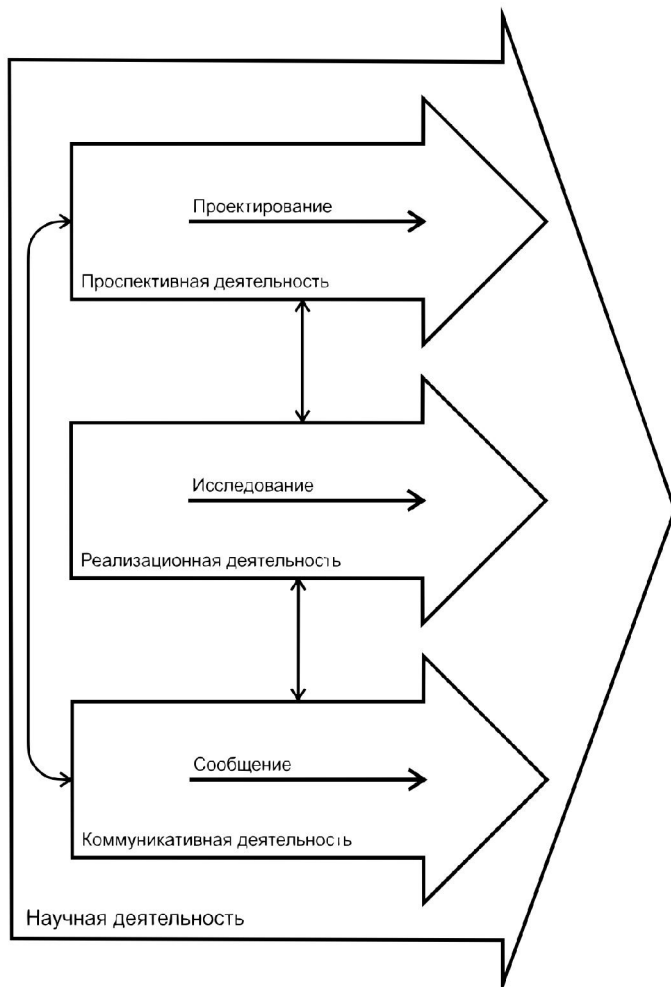 Проектирование
Проспективная деятельность
Исследование
Реализационная деятельность
Сообщение
Коммуникативная деятельность
Научная деятельность